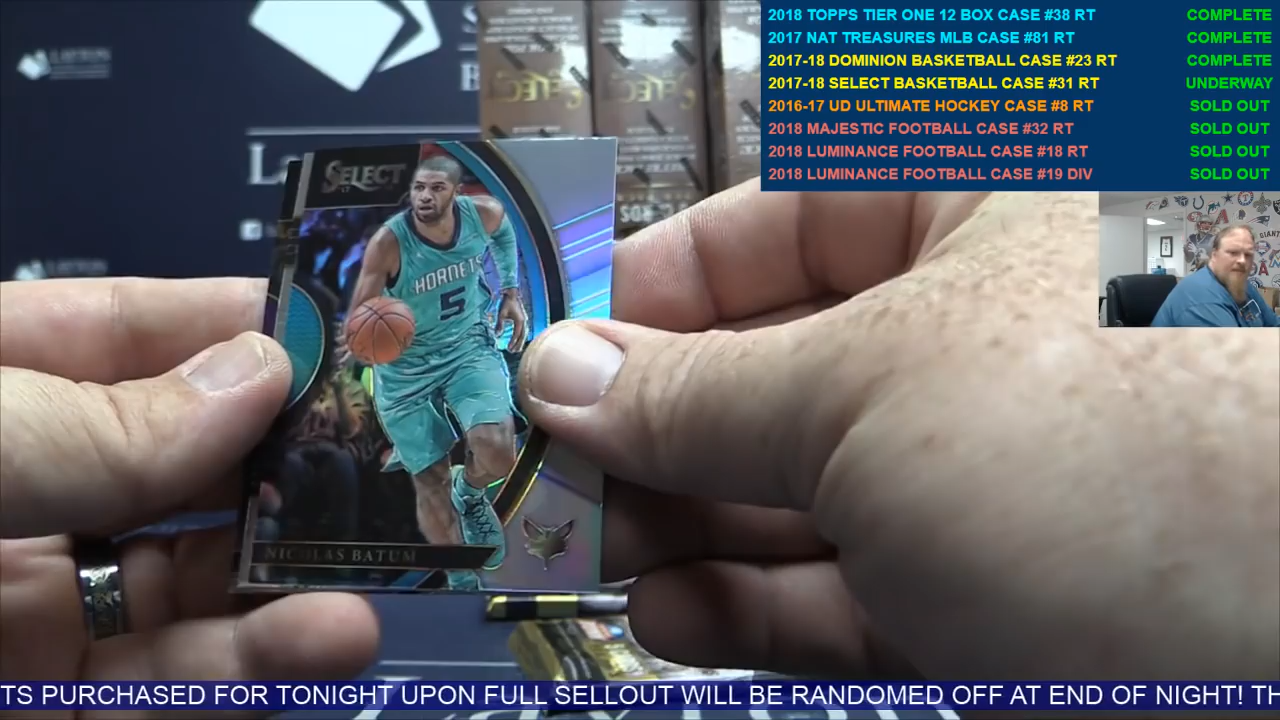 2018 TOPPS TIER ONE 12 BOX CASE #38 RT COMPLETE
2017 NAT TREASURES MLB CASE #81 RT COMPLETE
2017-18 DOMINION BASKETBALL CASE #23 RT COMPLETE
2017-18 SELECT BASKETBALL CASE #31 RT UNDERWAY
2016-17 UD ULTIMATE HOCKEY CASE #8 RT SOLD OUT
2018 MAJESTIC FOOTBALL CASE #32 RT SOLD OUT
2018 LUMINANCE FOOTBALL CASE #18 RT SOLD OUT
2018 LUMINANCE FOOTBALL CASE #19 DIV SOLD OUT
LAYTON
SELECT
HORNETS
5
NICOLAS BATUM
GIANTS
TS PURCHASED FOR TONIGHT UPON FULL SELLOUT WILL BE RANDOMED OFF AT END OF NIGHT! TH